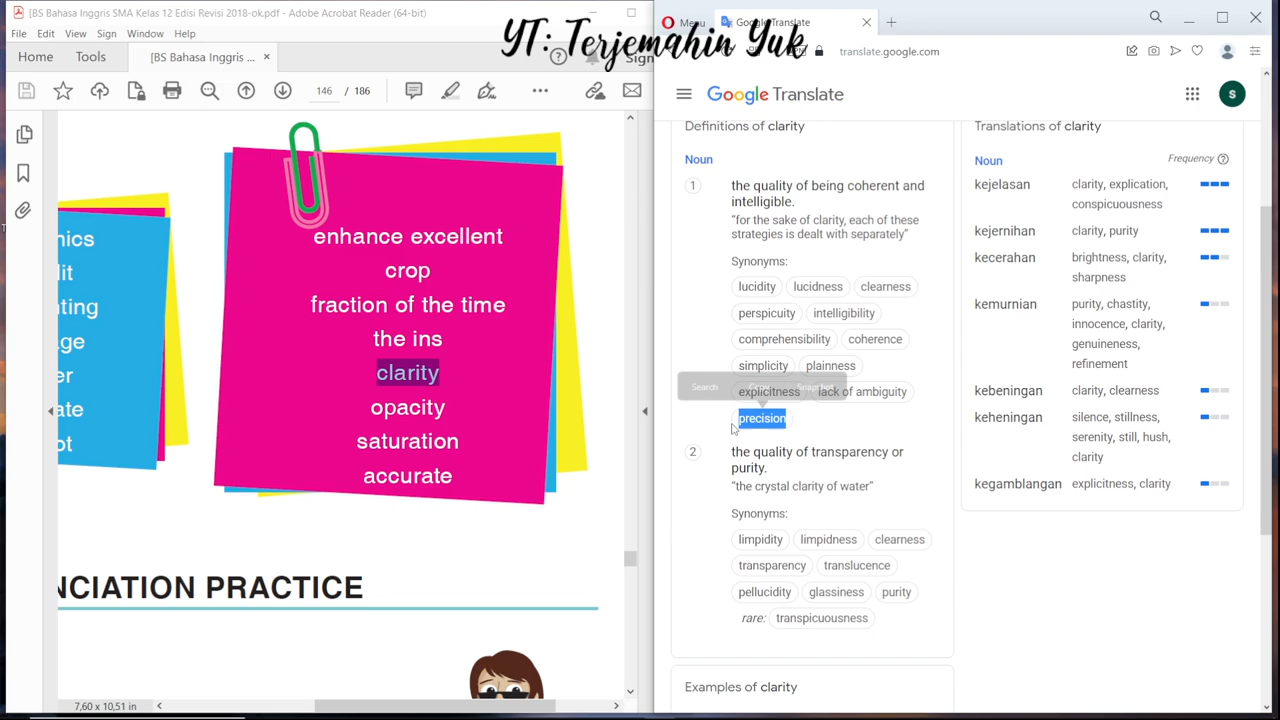 [BS Bahasa Inggris SMA Kelas 12 Edisi Revisi 2018-ok.pdf - Adobe Acrobat Reader (64-bit)
File Edit View Sign Window Help
Home Tools [BS Bahasa Inggris ... × Sign
146 / 186
YT: Terjemahin Yuk
Menu Google Translate
translate.google.com
Google Translate
S
nics
lit
ting
ge
er
ate
ot
enhance excellent
crop
fraction of the time
the ins
clarity
opacity
saturation
accurate
NCIATION PRACTICE
7,60 x 10,51 in
Definitions of clarity
Noun
1 the quality of being coherent and
intelligible.
“for the sake of clarity, each of these
strategies is dealt with separately”
Synonyms:
lucidity lucidness clearness
perspicuity intelligibility
comprehensibility coherence
simplicity plainness
Search Copy Snapshot
explicitness lack of ambiguity
precision
2 the quality of transparency or
purity.
“the crystal clarity of water”
Synonyms:
limpidity limpidness clearness
transparency translucence
pellucidity glassiness purity
rare: transpicuousness
Examples of clarity
Translations of clarity
Noun Frequency
kejelasan clarity, explication,
conspicuousness
kejernihan clarity, purity
kecerahan brightness, clarity,
sharpness
kemurnian purity, chastity,
innocence, clarity,
genuineness,
refinement
kebeningan clarity, clearness
keheningan silence, stillness,
serenity, still, hush,
clarity
kegamblangan explicitness, clarity